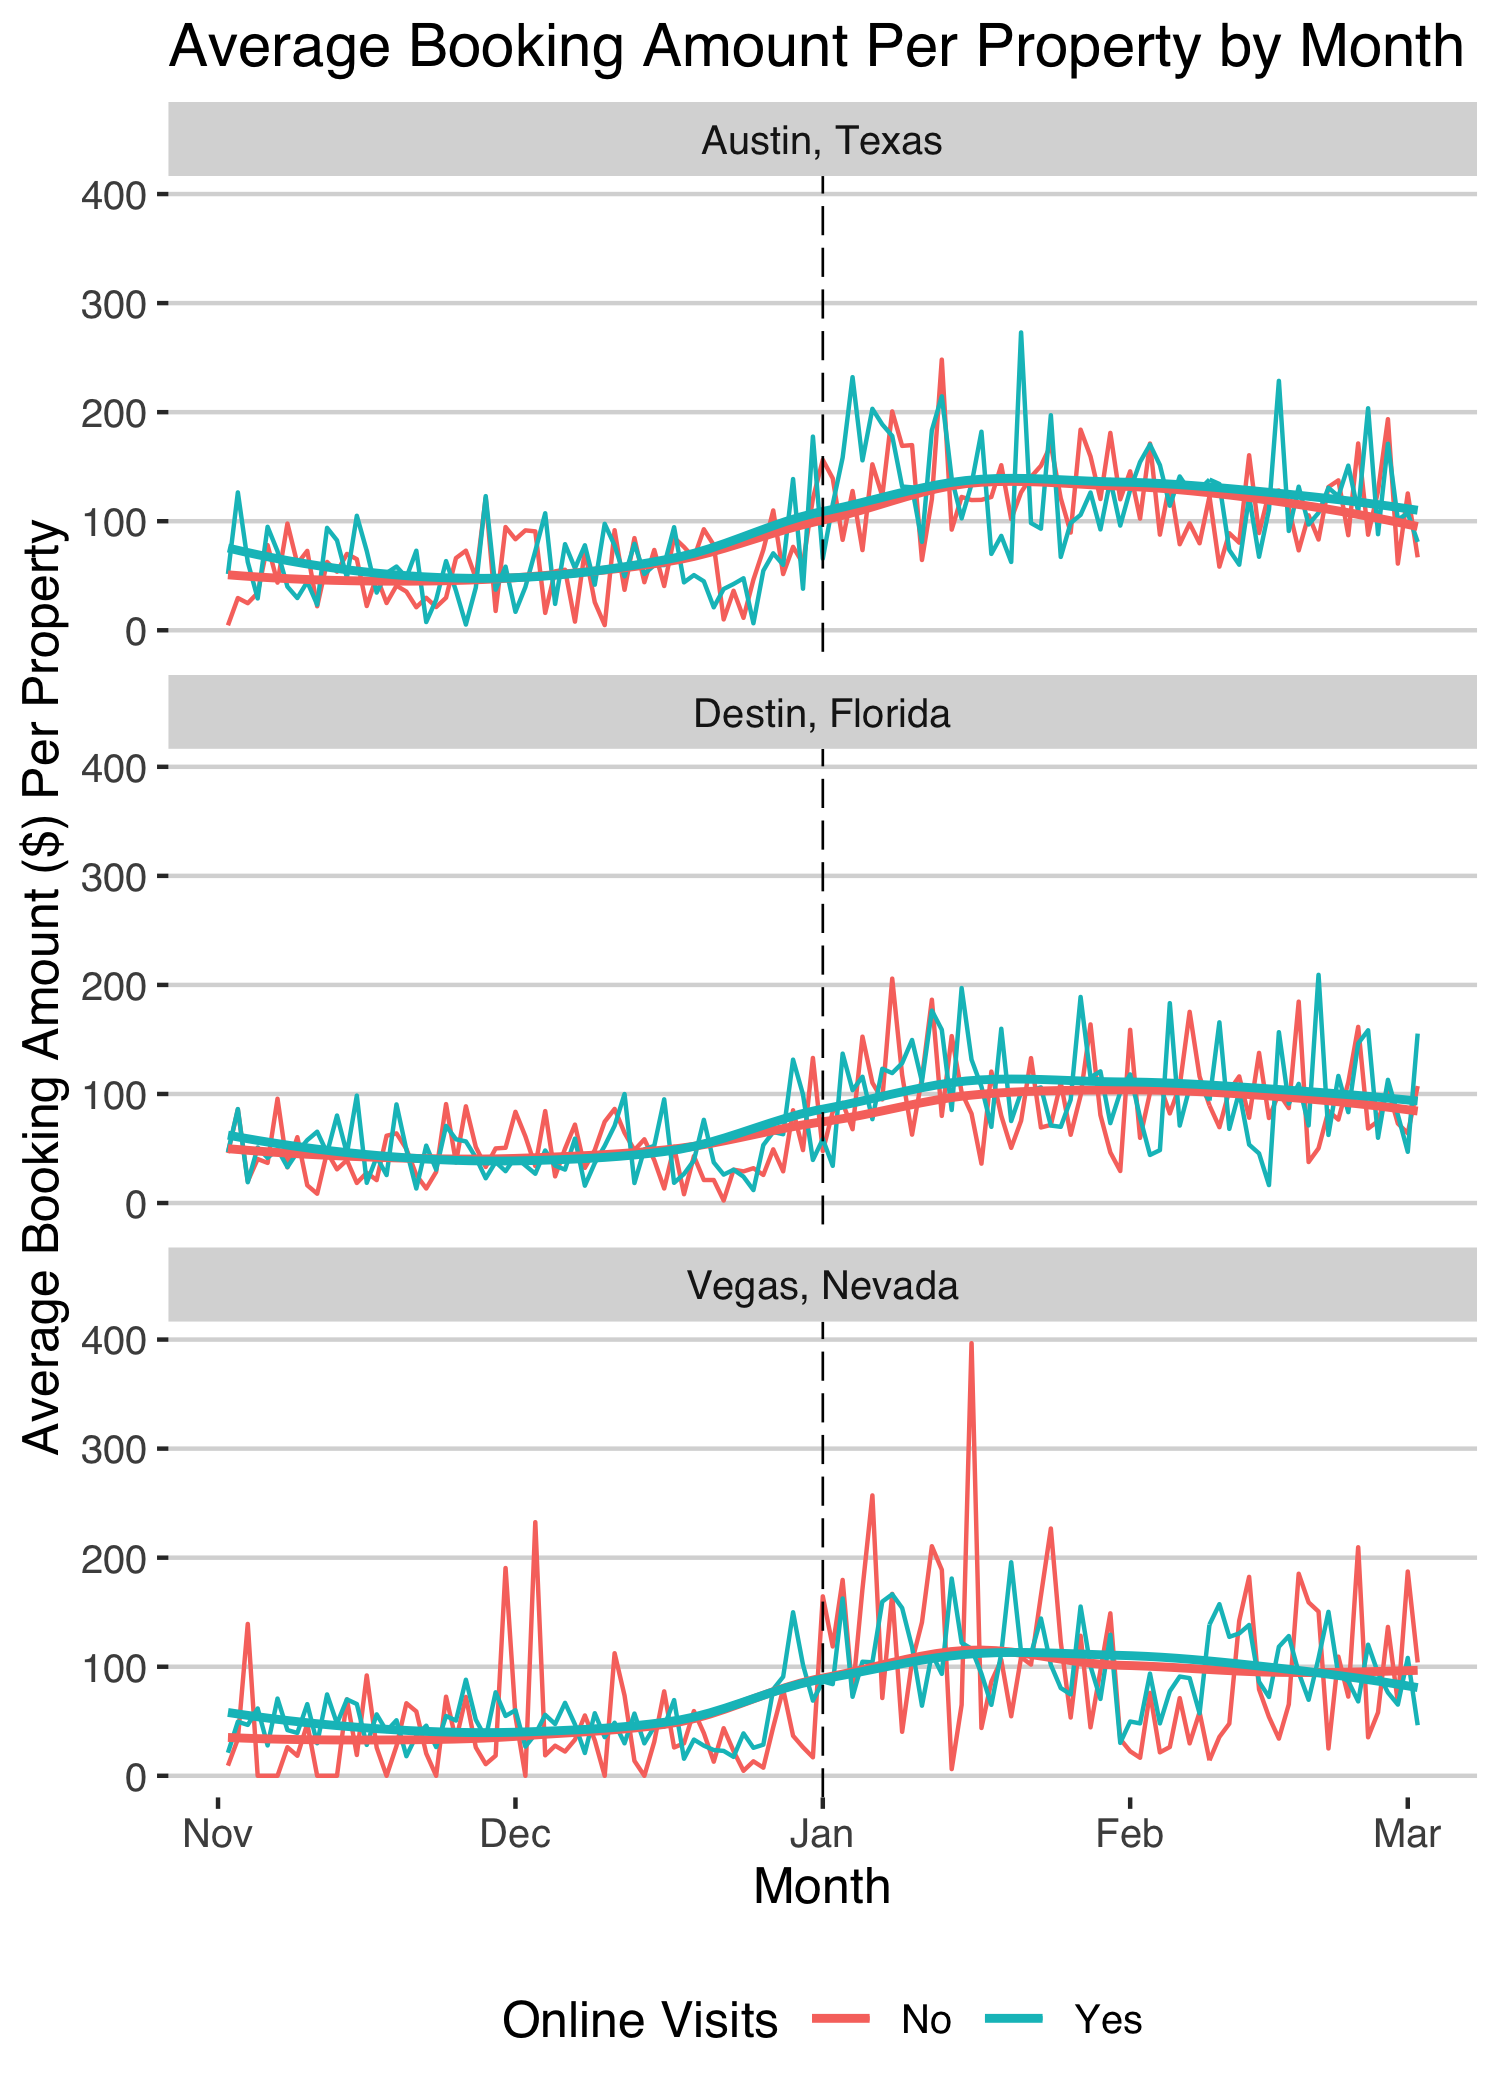 Average Booking Amount Per Property by Month
Average Booking Amount ($) Per Property
Austin, Texas
400
300
200
100
0
Destin, Florida
400
300
200
100
0
Vegas, Nevada
400
300
200
100
0
Nov Dec Jan Feb Mar
Month
Online Visits No Yes